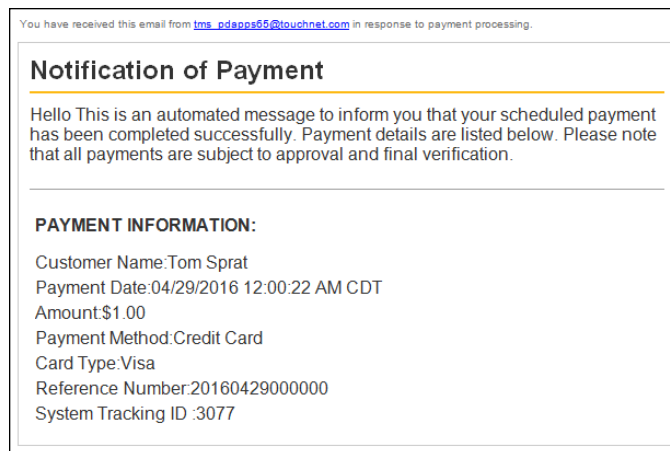 You have received this email from tms_pdapps65@touchnet.com in response to payment processing.
Notification of Payment
Hello This is an automated message to inform you that your scheduled payment
has been completed successfully. Payment details are listed below. Please note
that all payments are subject to approval and final verification.
PAYMENT INFORMATION:
Customer Name:Tom Sprat
Payment Date:04/29/2016 12:00:22 AM CDT
Amount:$1.00
Payment Method:Credit Card
Card Type:Visa
Reference Number:20160429000000
System Tracking ID :3077